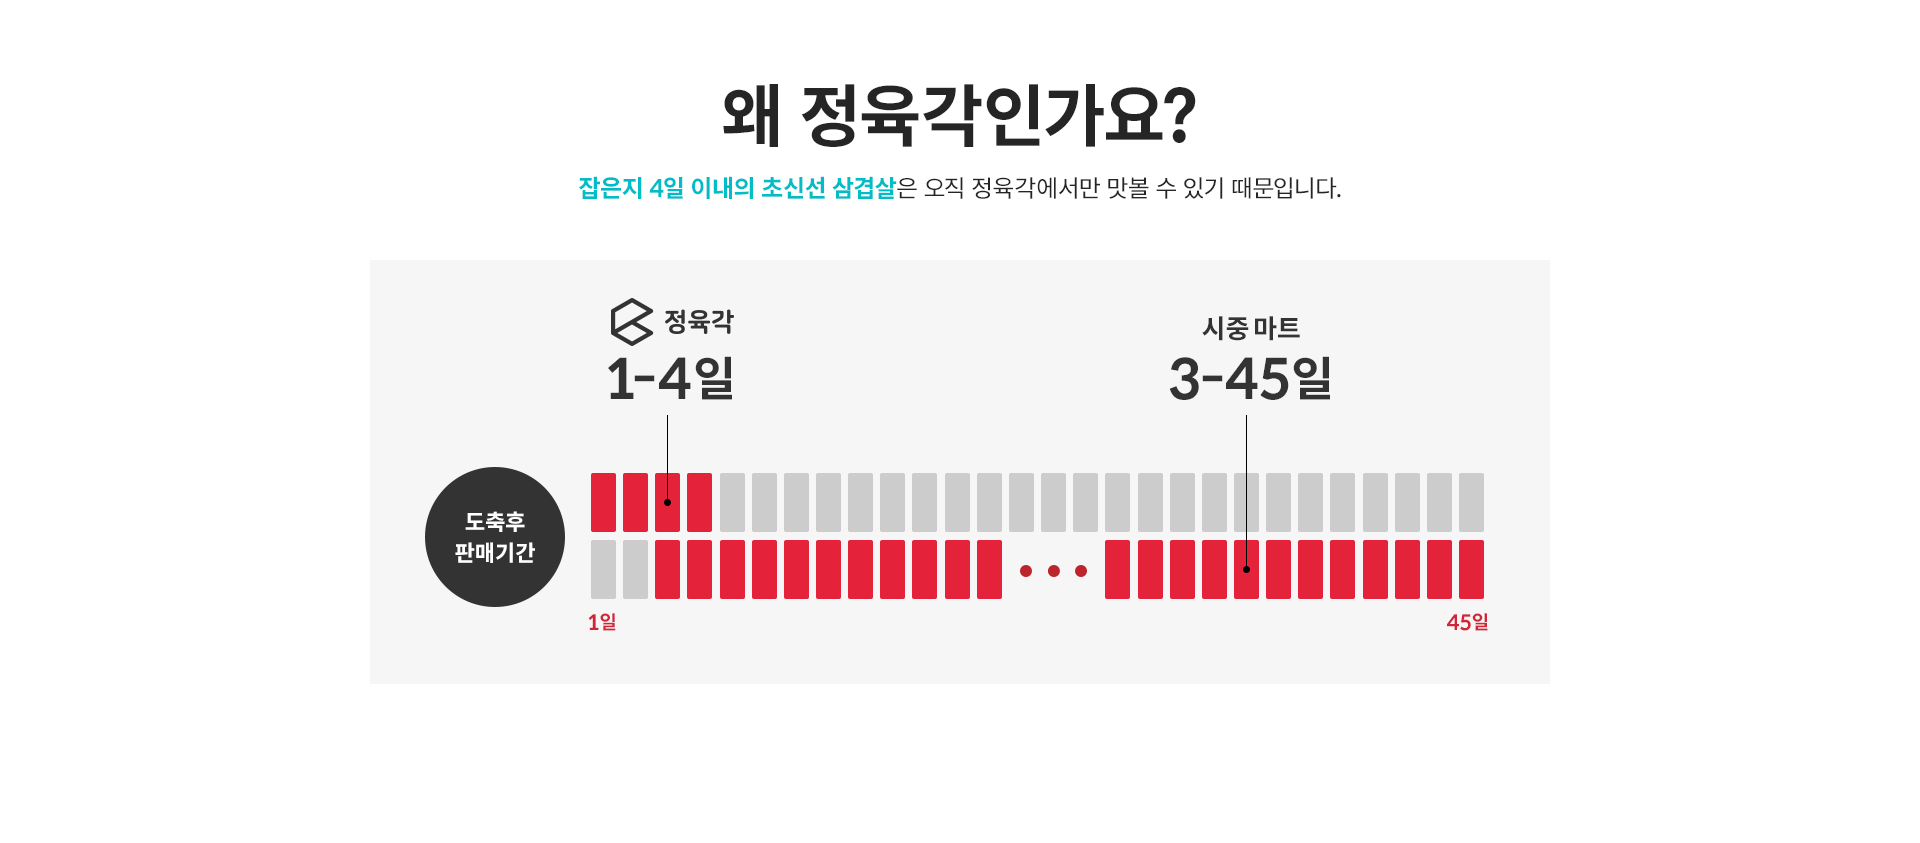 왜 정육각인가요?
잡은지 4일 이내의 초신선 삼겹살은 오직 정육각에서만 맛볼 수 있기 때문입니다.
정육각
1-4일
시중 마트
3-45일
도축후
판매기간
1일
45일